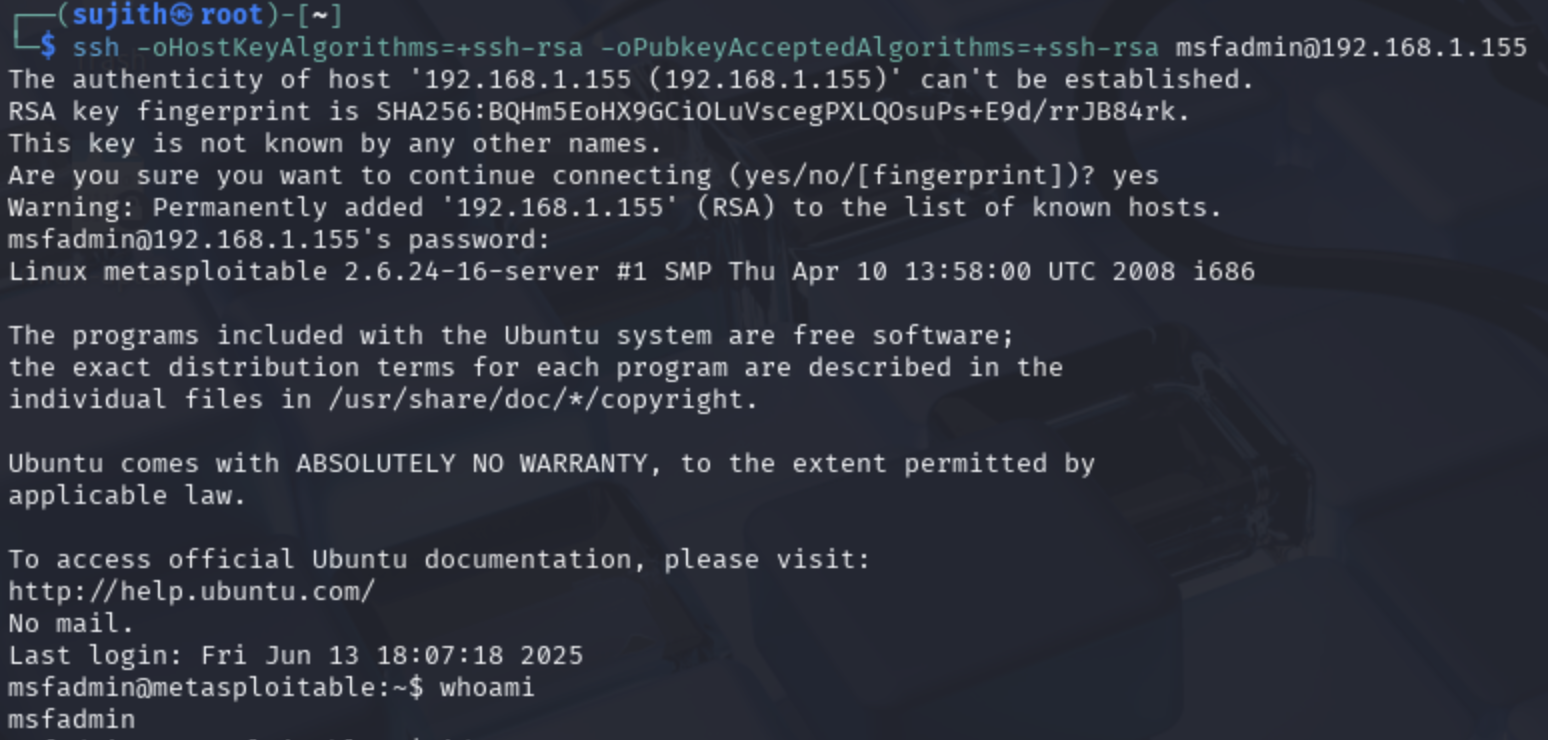 ┌──(sujith㉿root)-[~]
└─$ ssh -oHostKeyAlgorithms=+ssh-rsa -oPubkeyAcceptedAlgorithms=+ssh-rsa msfadmin@192.168.1.155
The authenticity of host '192.168.1.155 (192.168.1.155)' can't be established.
RSA key fingerprint is SHA256:BQHm5EoHX9GCiOLuVscegPXLQOsuPs+E9d/rrJB84rk.
This key is not known by any other names.
Are you sure you want to continue connecting (yes/no/[fingerprint])? yes
Warning: Permanently added '192.168.1.155' (RSA) to the list of known hosts.
msfadmin@192.168.1.155's password:
Linux metasploitable 2.6.24-16-server #1 SMP Thu Apr 10 13:58:00 UTC 2008 i686
The programs included with the Ubuntu system are free software;
the exact distribution terms for each program are described in the
individual files in /usr/share/doc/*/copyright.
Ubuntu comes with ABSOLUTELY NO WARRANTY, to the extent permitted by
applicable law.
To access official Ubuntu documentation, please visit:
http://help.ubuntu.com/
No mail.
Last login: Fri Jun 13 18:07:18 2025
msfadmin@metasploitable:~$ whoami
msfadmin